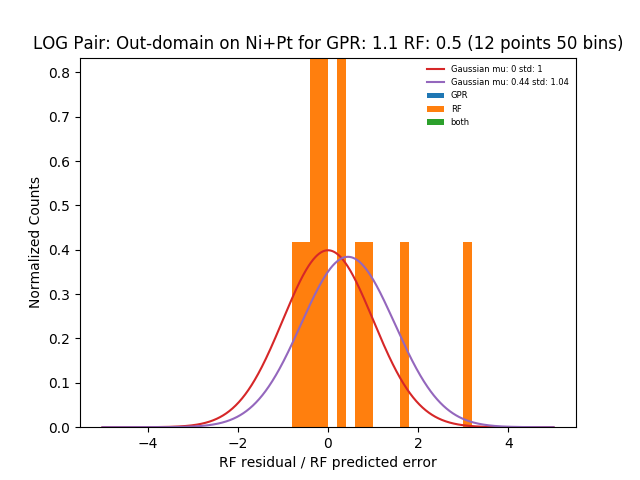 LOG Pair: Out-domain on Ni+Pt for GPR: 1.1 RF: 0.5 (12 points 50 bins)
Gaussian mu: 0 std: 1
Gaussian mu: 0.44 std: 1.04
GPR
RF
both
Normalized Counts
0.8
0.7
0.6
0.5
0.4
0.3
0.2
0.1
0.0
−4 −2 0 2 4
RF residual / RF predicted error